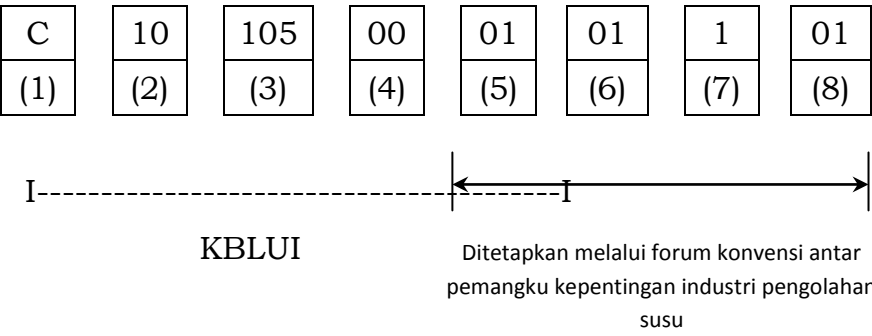 C 10 105 00 01 01 1 01
(1) (2) (3) (4) (5) (6) (7) (8)
I----------------------------------------I
KBLUI
Ditetapkan melalui forum konvensi antar
pemangku kepentingan industri pengolahan
susu